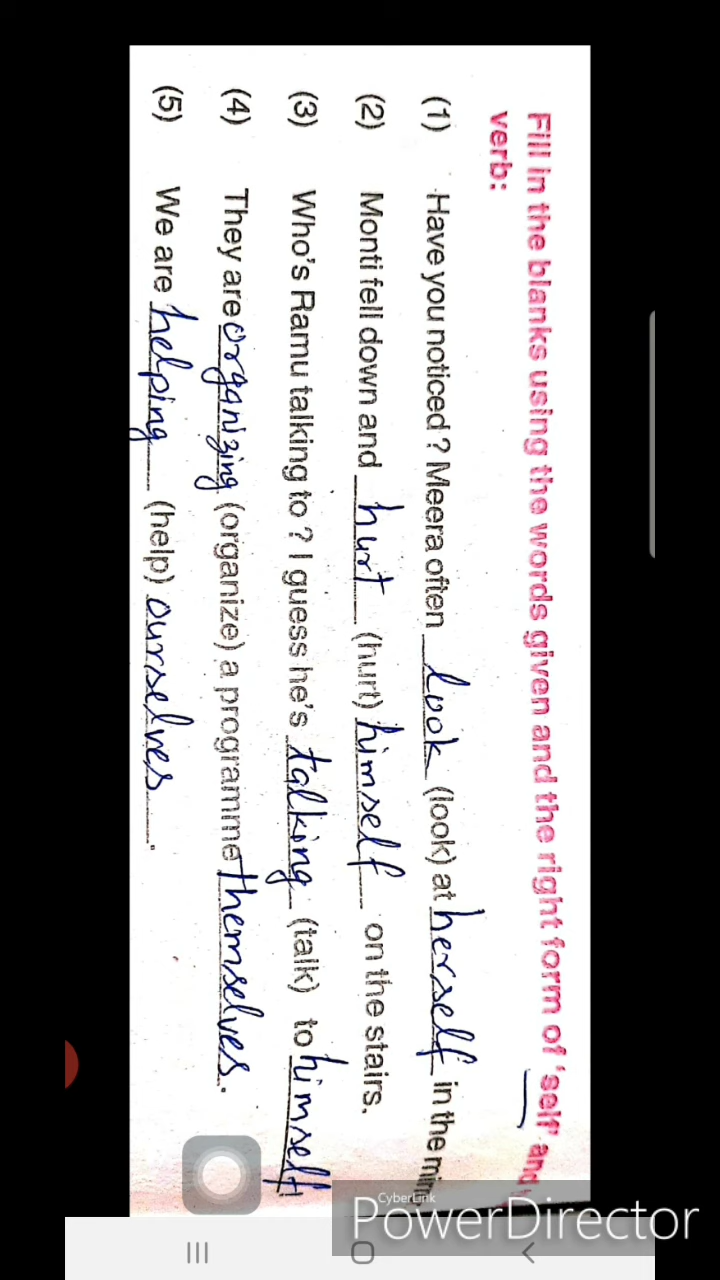 Fill in the blanks using the words given and the right form of 'self' and
verb:
(1) Have you noticed ? Meera often look (look) at herself in the
(2) Monti fell down and hurt (hurt) himself on the stairs.
(3) Who's Ramu talking to ? I guess he's talking (talk) to himself!
(4) They are organizing (organize) a programme themselves.
(5) We are helping (help) ourselves.
CyberLink
PowerDirector